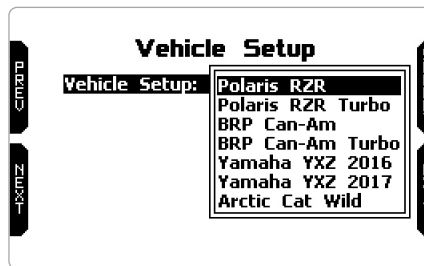 Vehicle Setup
PREV
NEXT
Vehicle Setup:
Polaris RZR
Polaris RZR Turbo
BRP Can-Am
BRP Can-Am Turbo
Yamaha YXZ 2016
Yamaha YXZ 2017
Arctic Cat Wild